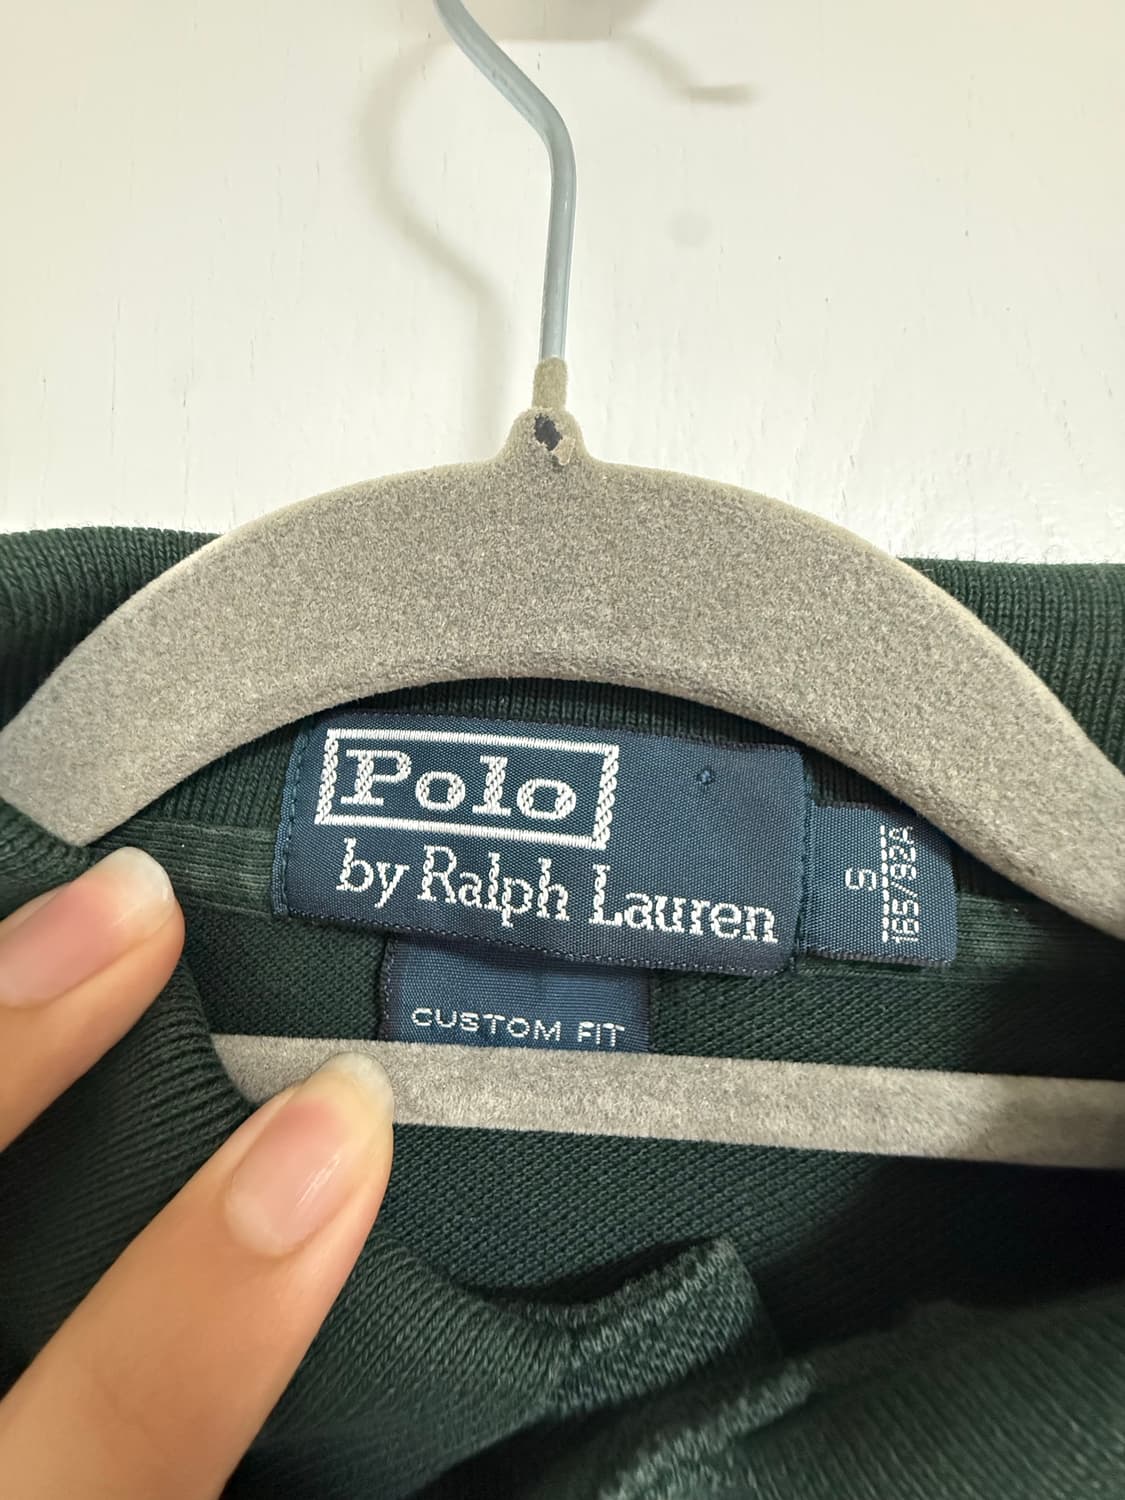 Polo
by Ralph Lauren
S
165/92A
CUSTOM FIT